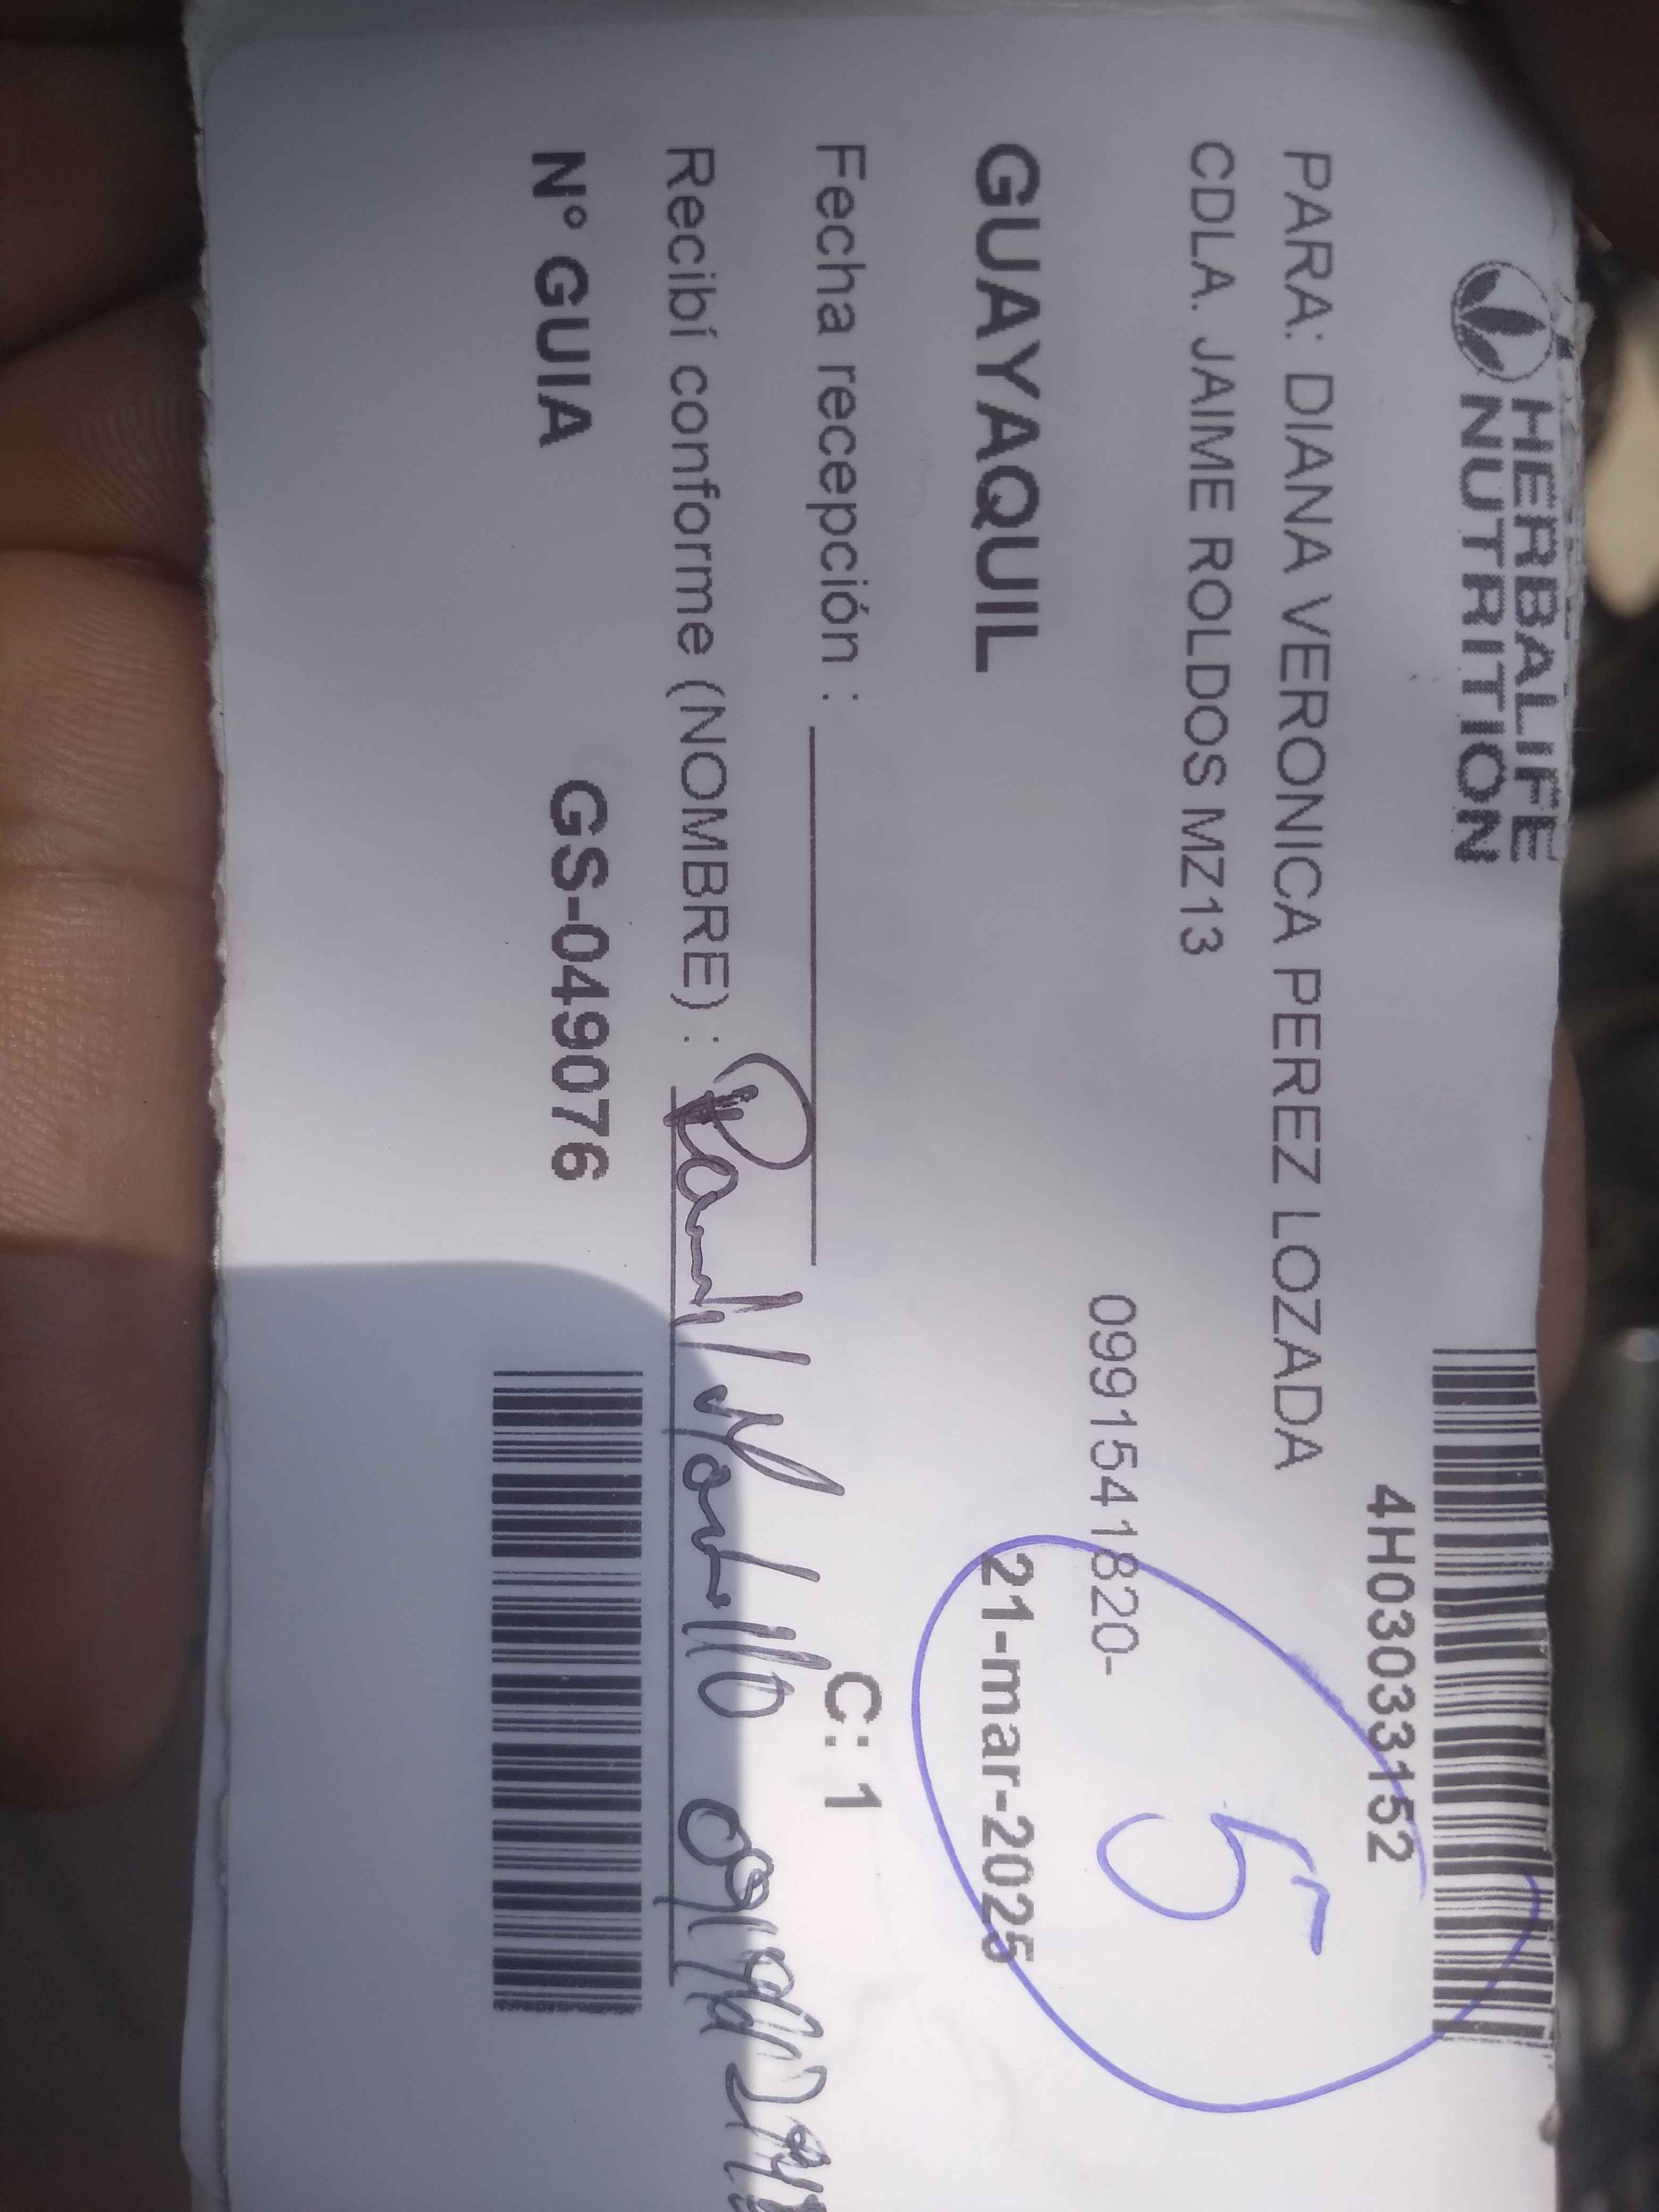 HERBALIFE
NUTRITION
4H03033152
PARA: DIANA VERONICA PEREZ LOZADA
CDLA. JAIME ROLDOS MZ13
5
0991541820-
GUAYAQUIL 21-mar-2025
Fecha recepción :
C: 1
Recibí conforme (NOMBRE) :
N° GUIA GS-049076